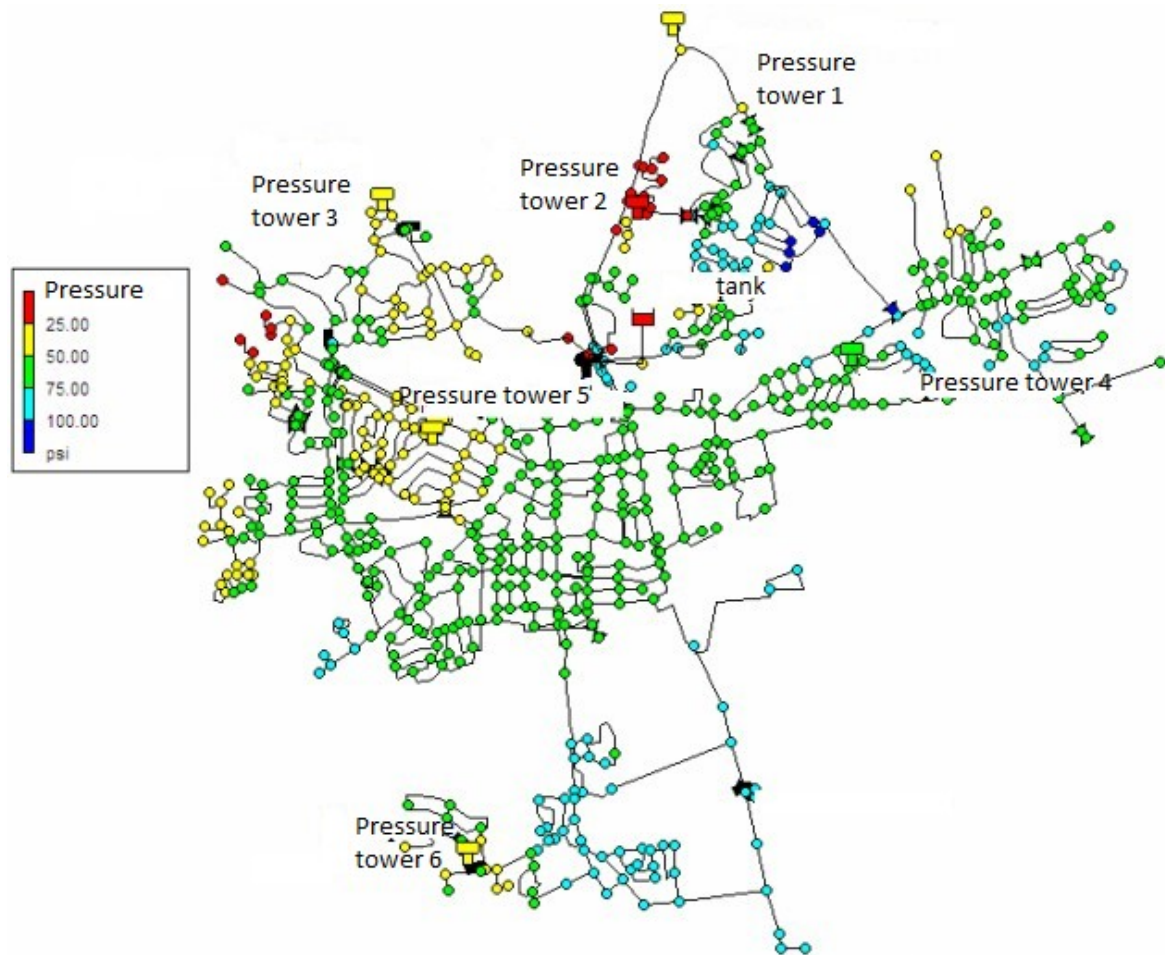 Pressure
tower 1
Pressure
tower 2
Pressure
tower 3
tank
Pressure
25.00
50.00
75.00
100.00
psi
Pressure tower 5
Pressure tower 4
Pressure
tower 6